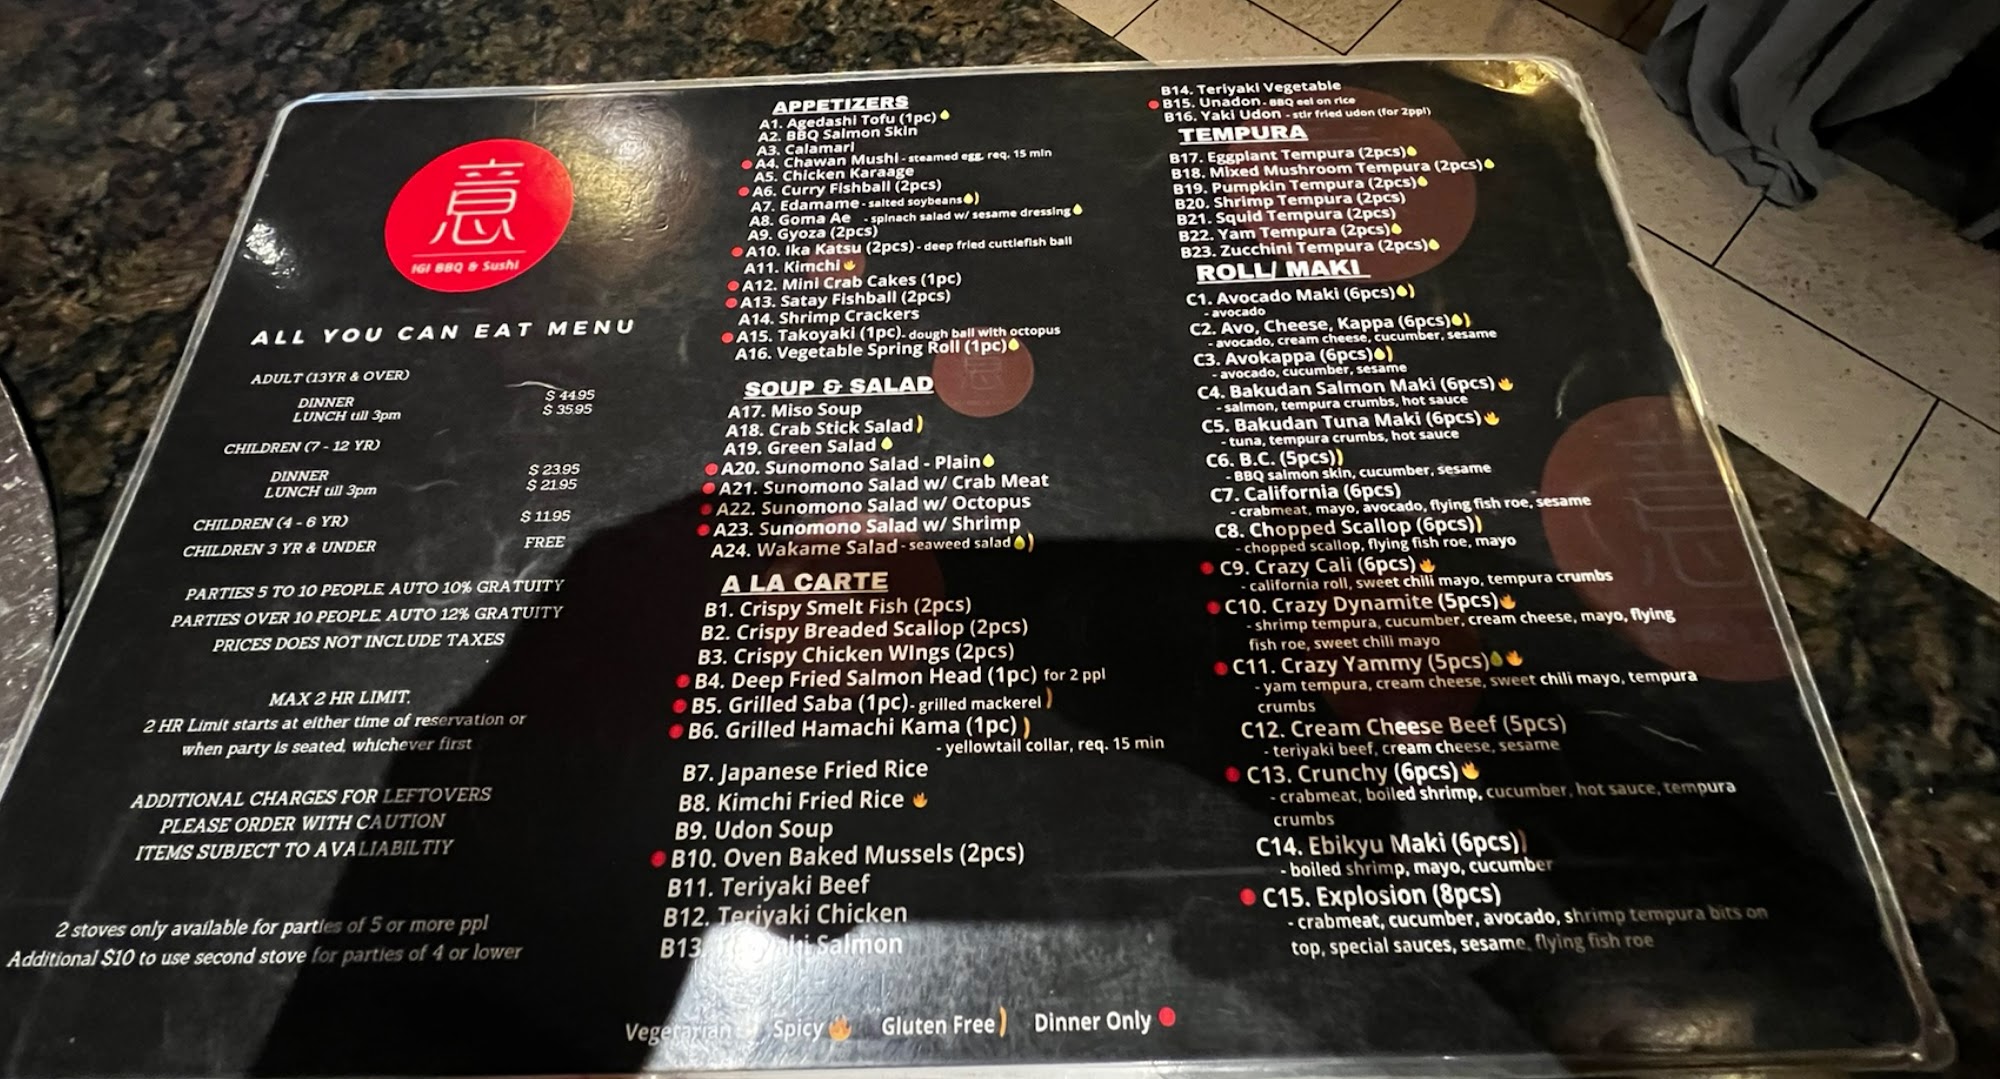 意
IGI BBQ & Sushi
ALL YOU CAN EAT MENU
ADULT (13YR & OVER)
DINNER $ 44.95
LUNCH till 3pm $ 35.95
CHILDREN (7 - 12 YR)
DINNER $ 23.95
LUNCH till 3pm $ 21.95
CHILDREN (4 - 6 YR) $ 11.95
CHILDREN 3 YR & UNDER FREE
PARTIES 5 TO 10 PEOPLE AUTO 10% GRATUITY
PARTIES OVER 10 PEOPLE AUTO 12% GRATUITY
PRICES DOES NOT INCLUDE TAXES
MAX 2 HR LIMIT.
2 HR Limit starts at either time of reservation or
when party is seated, whichever first
ADDITIONAL CHARGES FOR LEFTOVERS
PLEASE ORDER WITH CAUTION
ITEMS SUBJECT TO AVALIABILTIY
2 stoves only available for parties of 5 or more ppl
Additional $10 to use second stove for parties of 4 or lower
APPETIZERS
A1. Agedashi Tofu (1pc)
A2. BBQ Salmon Skin
A3. Calamari
A4. Chawan Mushi - steamed egg, req. 15 min
A5. Chicken Karaage
A6. Curry Fishball (2pcs)
A7. Edamame - salted soybeans
A8. Goma Ae - spinach salad w/ sesame dressing
A9. Gyoza (2pcs)
A10. Ika Katsu (2pcs) - deep fried cuttlefish ball
A11. Kimchi
A12. Mini Crab Cakes (1pc)
A13. Satay Fishball (2pcs)
A14. Shrimp Crackers
A15. Takoyaki (1pc)- dough ball with octopus
A16. Vegetable Spring Roll (1pc)
SOUP & SALAD
A17. Miso Soup
A18. Crab Stick Salad
A19. Green Salad
A20. Sunomono Salad - Plain
A21. Sunomono Salad w/ Crab Meat
A22. Sunomono Salad w/ Octopus
A23. Sunomono Salad w/ Shrimp
A24. Wakame Salad - seaweed salad
A LA CARTE
B1. Crispy Smelt Fish (2pcs)
B2. Crispy Breaded Scallop (2pcs)
B3. Crispy Chicken WIngs (2pcs)
B4. Deep Fried Salmon Head (1pc) for 2 ppl
B5. Grilled Saba (1pc)- grilled mackerel
B6. Grilled Hamachi Kama (1pc)
- yellowtail collar, req. 15 min
B7. Japanese Fried Rice
B8. Kimchi Fried Rice
B9. Udon Soup
B10. Oven Baked Mussels (2pcs)
B11. Teriyaki Beef
B12. Teriyaki Chicken
B13. Salmon
B14. Teriyaki Vegetable
B15. Unadon - BBQ eel on rice
B16. Yaki Udon - stir fried udon (for 2ppl)
TEMPURA
B17. Eggplant Tempura (2pcs)
B18. Mixed Mushroom Tempura (2pcs)
B19. Pumpkin Tempura (2pcs)
B20. Shrimp Tempura (2pcs)
B21. Squid Tempura (2pcs)
B22. Yam Tempura (2pcs)
B23. Zucchini Tempura (2pcs)
ROLL/ MAKI
C1. Avocado Maki (6pcs)
- avocado
C2. Avo, Cheese, Kappa (6pcs)
- avocado, cream cheese, cucumber, sesame
C3. Avokappa (6pcs)
- avocado, cucumber, sesame
C4. Bakudan Salmon Maki (6pcs)
- salmon, tempura crumbs, hot sauce
C5. Bakudan Tuna Maki (6pcs)
- tuna, tempura crumbs, hot sauce
C6. B.C. (5pcs)
- BBQ salmon skin, cucumber, sesame
C7. California (6pcs)
- crabmeat, mayo, avocado, flying fish roe, sesame
C8. Chopped Scallop (6pcs)
- chopped scallop, flying fish roe, mayo
C9. Crazy Cali (6pcs)
- california roll, sweet chili mayo, tempura crumbs
C10. Crazy Dynamite (5pcs)
- shrimp tempura, cucumber, cream cheese, mayo, flying
fish roe, sweet chili mayo
C11. Crazy Yammy (5pcs)
- yam tempura, cream cheese, sweet chili mayo, tempura
crumbs
C12. Cream Cheese Beef (5pcs)
- teriyaki beef, cream cheese, sesame
C13. Crunchy (6pcs)
- crabmeat, boiled shrimp, cucumber, hot sauce, tempura
crumbs
C14. Ebikyu Maki (6pcs)
- boiled shrimp, mayo, cucumber
C15. Explosion (8pcs)
- crabmeat, cucumber, avocado, shrimp tempura bits on
top, special sauces, sesame, flying fish roe
Vegetarian Spicy Gluten Free Dinner Only